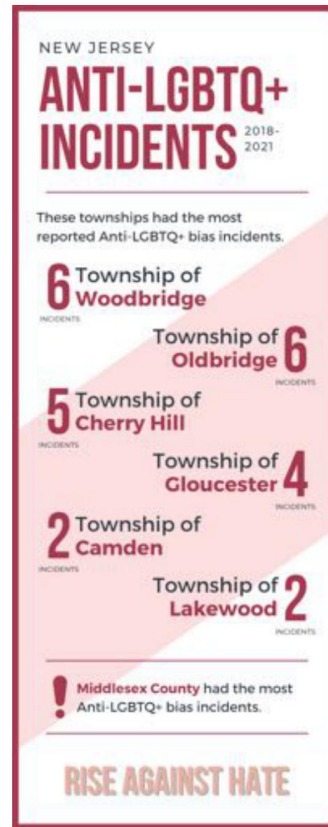 NEW JERSEY
ANTI-LGBTQ+
INCIDENTS 2018-
2021
These townships had the most
reported Anti-LGBTQ+ bias incidents.
6 Township of
Woodbridge
INCIDENTS
Township of 6
Oldbridge
INCIDENTS
5 Township of
Cherry Hill
INCIDENTS
Township of 4
Gloucester
INCIDENTS
2 Township of
Camden
INCIDENTS
Township of 2
Lakewood
INCIDENTS
! Middlesex County had the most
Anti-LGBTQ+ bias incidents.
RISE AGAINST HATE